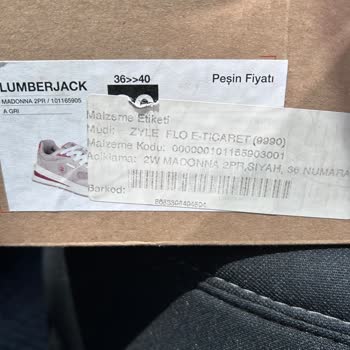 LUMBERJACK
36>>40
Peşin Fiyatı
MADONNA 2PR / 101165905
A GRI
Malzeme Etiketi
Mudi: ZYLE FLO E-TICARET (9990)
Malzeme Kodu: 000000101165903001
Aciklama: 2W MADONNA 2PR,SIYAH, 36 NUMARA
Barkod: